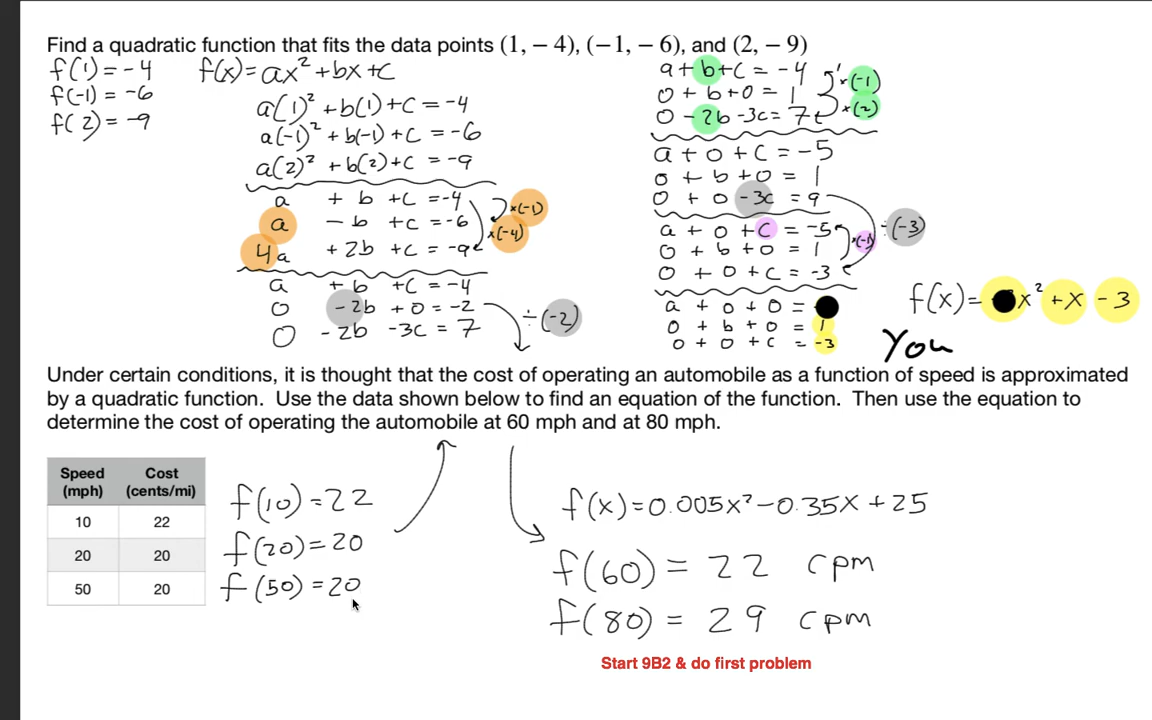 Find a quadratic function that fits the data points (1, – 4), (−1, – 6), and (2, – 9)
f(1) = -4
f(-1) = -6
f(2) = -9
f(x) = ax² + bx + c
a(1)² + b(1) + c = -4
a(-1)² + b(-1) + c = -6
a(2)² + b(2) + c = -9
a + b + c = -4
a - b + c = -6 ×(-1)
4a + 2b + c = -9 ×(-4)
a + b + c = -4
0 -2b + 0 = -2
0 -2b -3c = 7
÷(-2)
a + b + c = -4
0 + b + 0 = 1 ×(-1)
0 - 2b - 3c = 7 ×(2)
a + 0 + c = -5
0 + b + 0 = 1
0 + 0 - 3c = 9
÷(-3)
a + 0 + c = -5
0 + b + 0 = 1 ×(-1)
0 + 0 + c = -3
a + 0 + 0 =
0 + b + 0 = 1
0 + 0 + c = -3
f(x) = x² + x - 3
You
Under certain conditions, it is thought that the cost of operating an automobile as a function of speed is approximated
by a quadratic function. Use the data shown below to find an equation of the function. Then use the equation to
determine the cost of operating the automobile at 60 mph and at 80 mph.
Speed (mph) Cost (cents/mi)
10 22
20 20
50 20
f(10) = 22
f(20) = 20
f(50) = 20
f(x) = 0.005x² - 0.35x + 25
f(60) = 22 cpm
f(80) = 29 cpm
Start 9B2 & do first problem